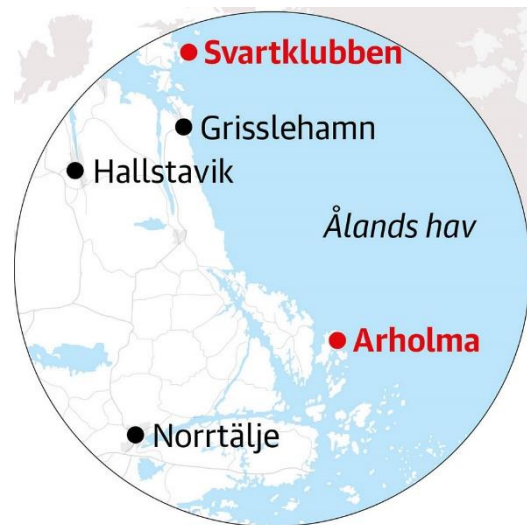 Svartklubben
Grisslehamn
Hallstavik
Ålands hav
Arholma
Norrtälje